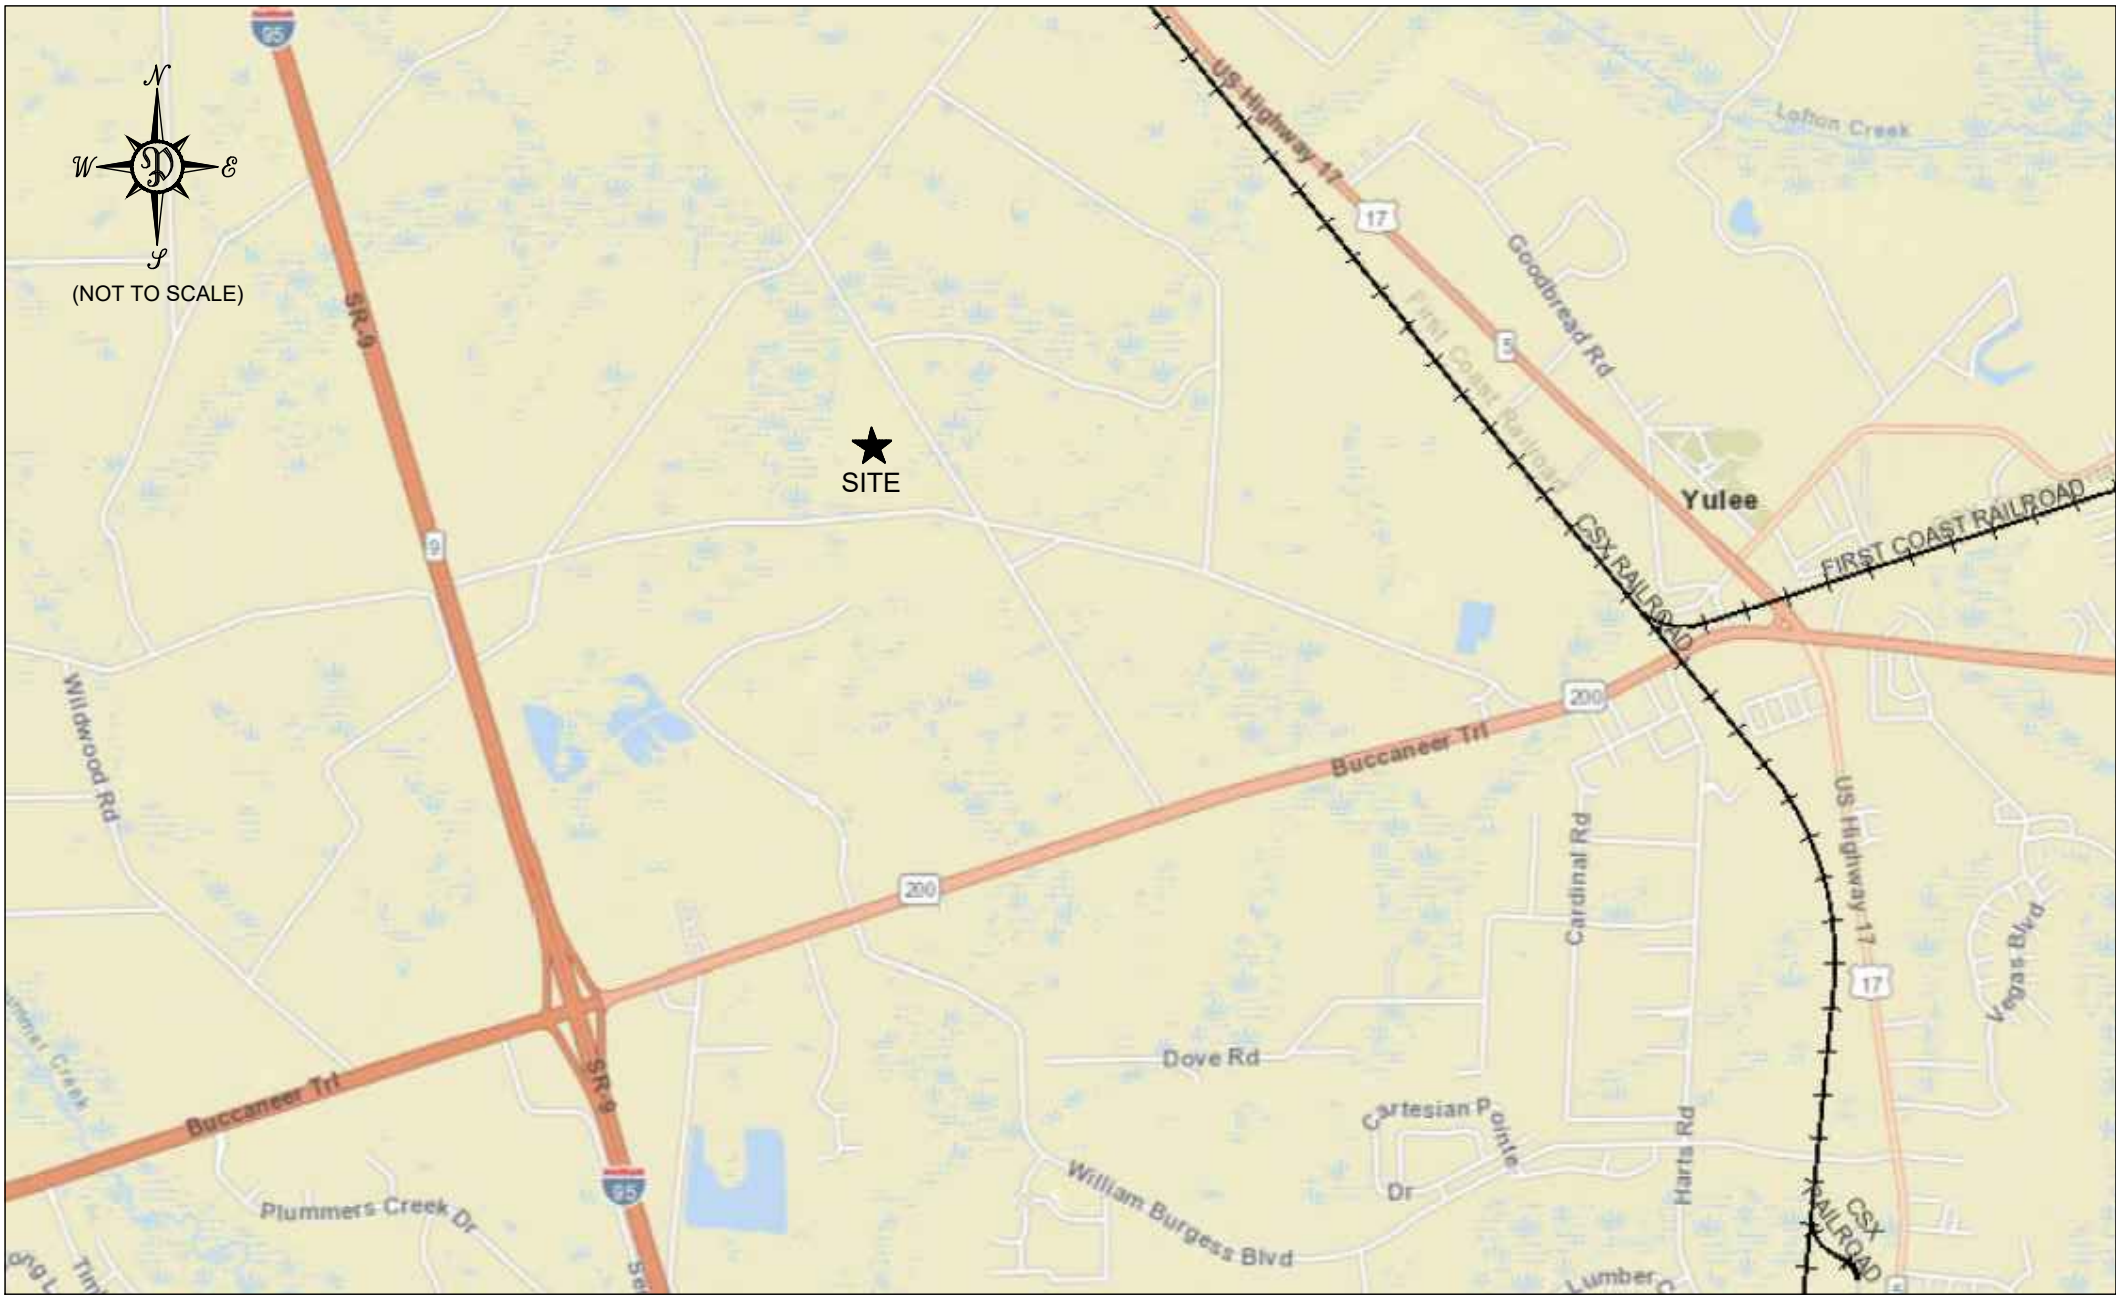 95
N
W
E
S
(NOT TO SCALE)
US Highway 17
Lofton Creek
17
Goodbread Rd
SR-9
5
First Coast Railroad
SITE
Yulee
9
CSX RAILROAD
FIRST COAST RAILROAD
200
Wildwood Rd
Buccaneer Trl
US Highway 17
Cardinal Rd
200
17
Vegas Blvd
Dove Rd
SR-9
Creek
Buccaneer Trl
Cartesian Pointe
Dr
Harts Rd
95
William Burgess Blvd
Plummers Creek Dr
CSX
RAILROAD
Lumber